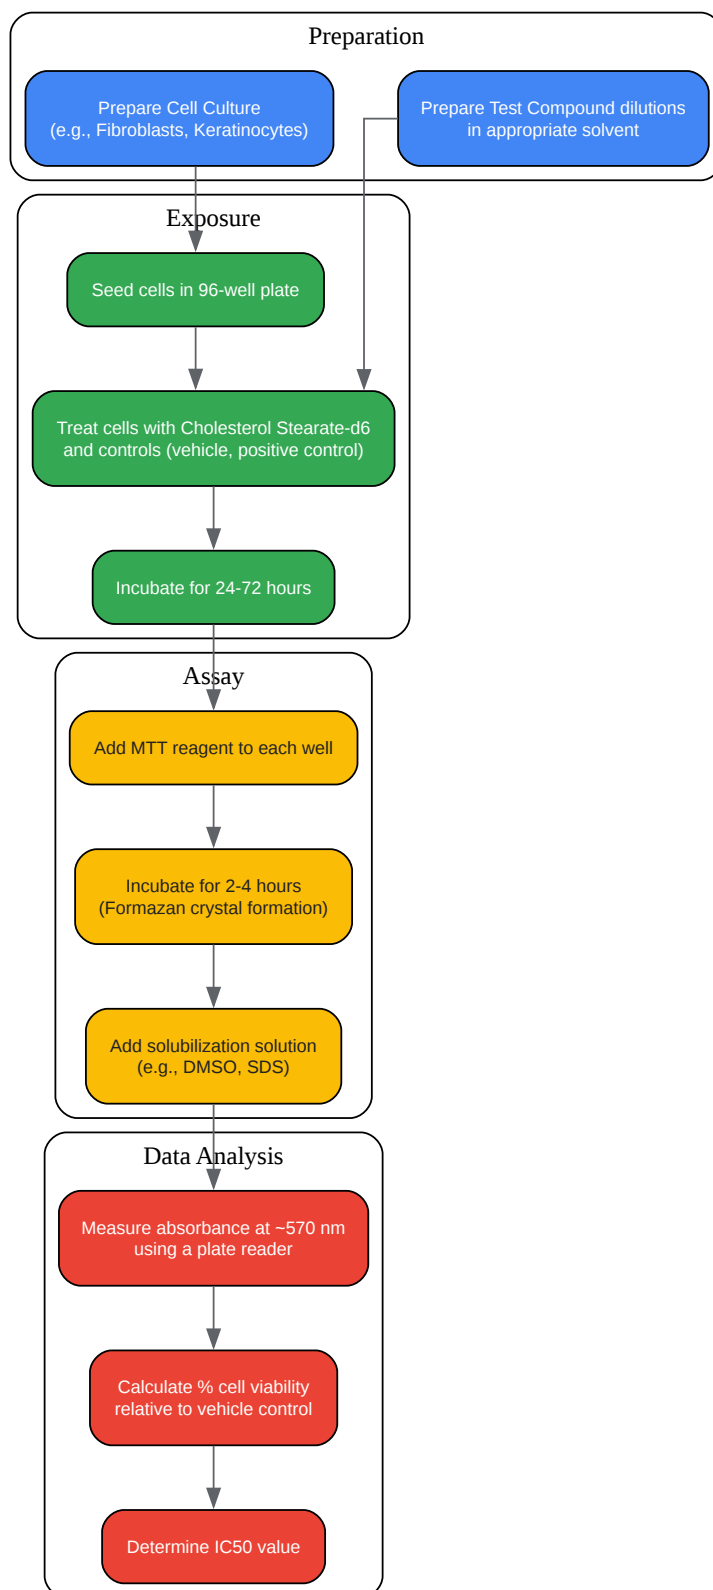 Preparation
Prepare Cell Culture
(e.g., Fibroblasts, Keratinocytes)
Prepare Test Compound dilutions
in appropriate solvent
Exposure
Seed cells in 96-well plate
Treat cells with Cholesterol Stearate-d6
and controls (vehicle, positive control)
Incubate for 24-72 hours
Assay
Add MTT reagent to each well
Incubate for 2-4 hours
(Formazan crystal formation)
Add solubilization solution
(e.g., DMSO, SDS)
Data Analysis
Measure absorbance at ~570 nm
using a plate reader
Calculate % cell viability
relative to vehicle control
Determine IC50 value